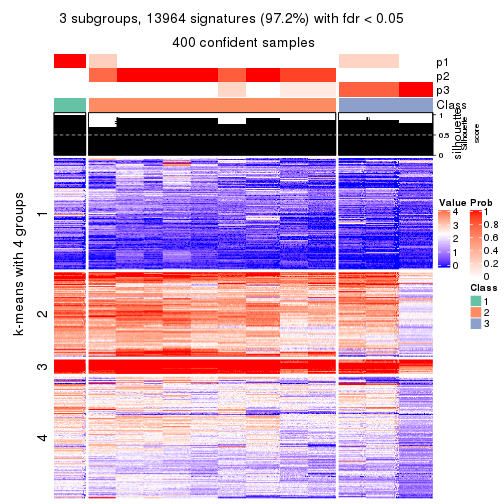 3 subgroups, 13964 signatures (97.2%) with fdr < 0.05
400 confident samples
p1
p2
p3
Class
1
0.5
0
silhouette
Silhouette
score
k-means with 4 groups
1
2
3
4
Value
4
3
2
1
0
Prob
1
0.8
0.6
0.4
0.2
0
Class
1
2
3